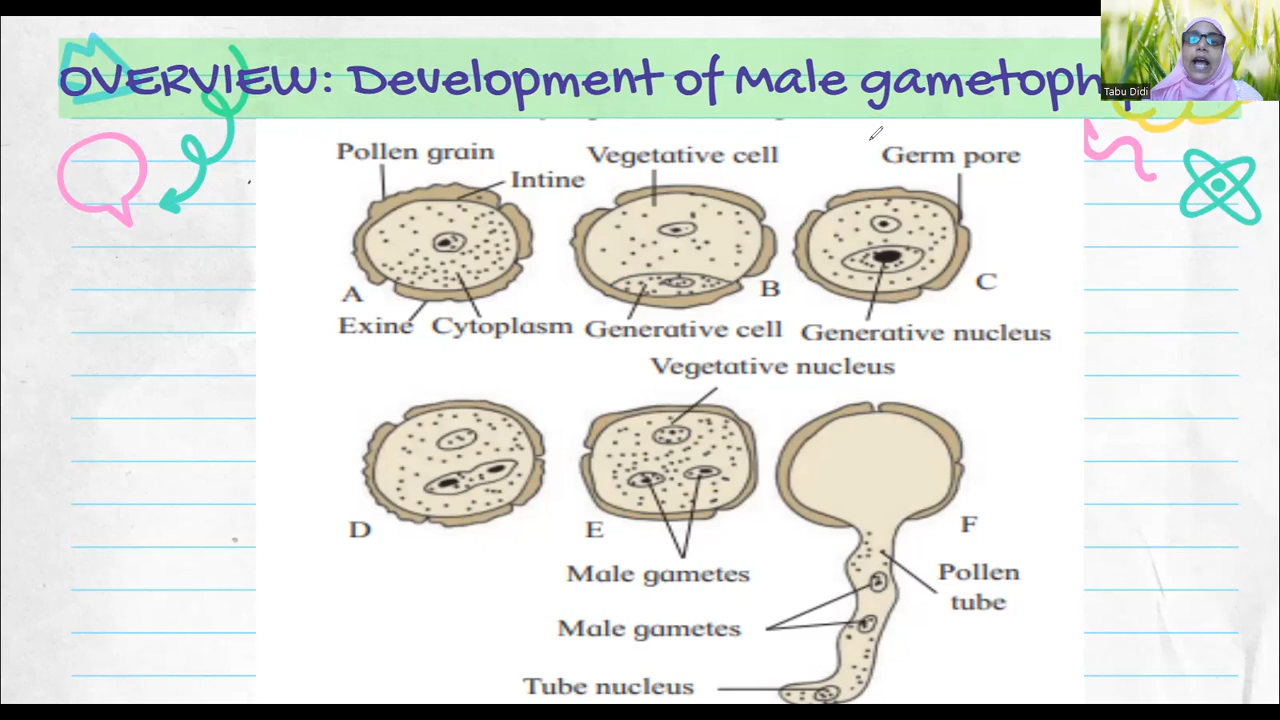 OVERVIEW: Development of Male gametoph
Tabu Didi
Pollen grain
Intine
Vegetative cell
Germ pore
A
B
C
Exine
Cytoplasm
Generative cell
Generative nucleus
Vegetative nucleus
D
E
F
Male gametes
Pollen
tube
Male gametes
Tube nucleus